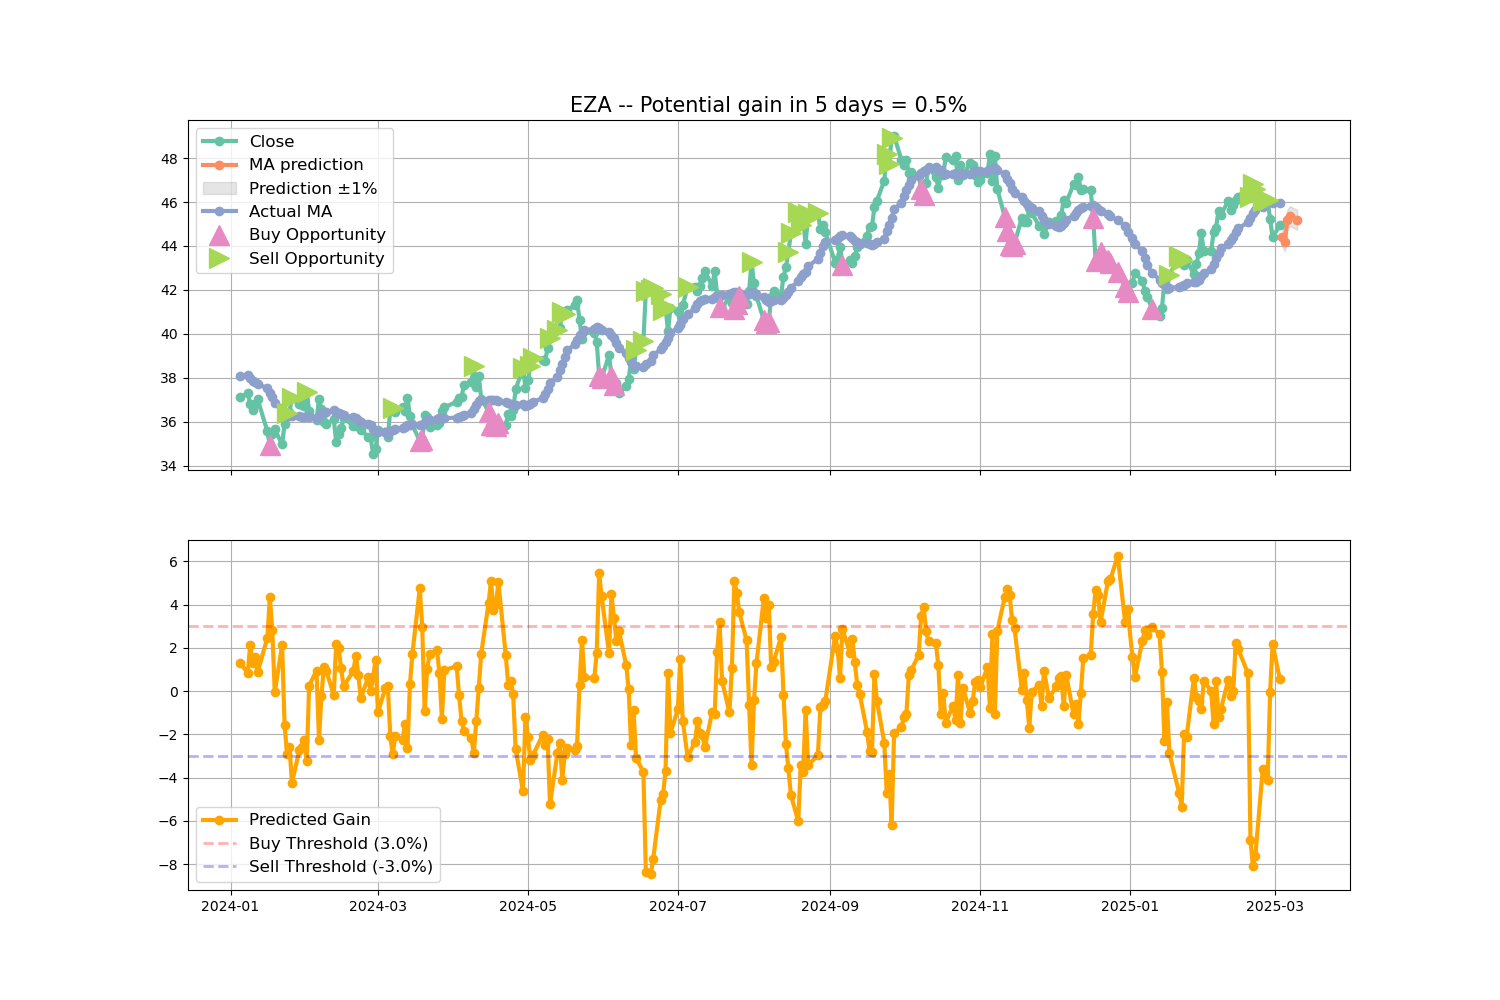 EZA -- Potential gain in 5 days = 0.5%
Close
MA prediction
Prediction ±1%
Actual MA
Buy Opportunity
Sell Opportunity
48
46
44
42
40
38
36
34
6
4
2
0
−2
−4
−6
−8
Predicted Gain
Buy Threshold (3.0%)
Sell Threshold (-3.0%)
2024-01 2024-03 2024-05 2024-07 2024-09 2024-11 2025-01 2025-03